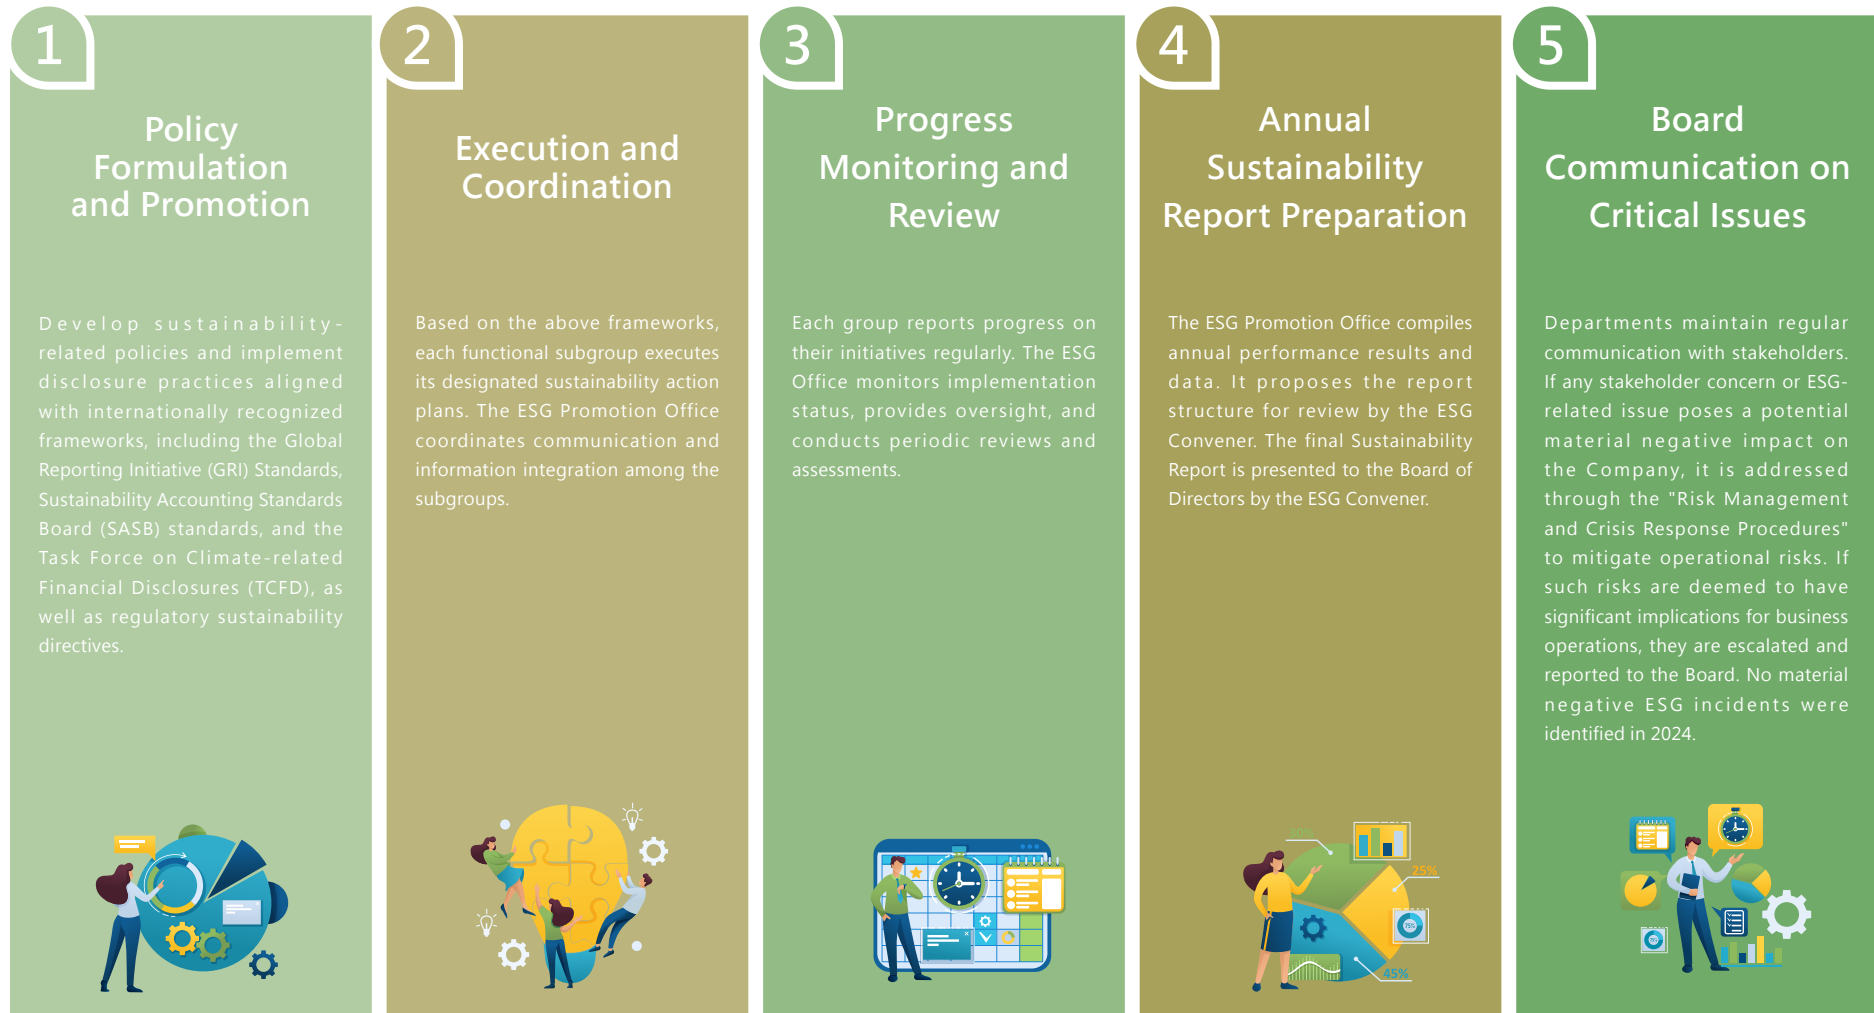 1
Policy
Formulation
and Promotion
Develop sustainability-
related policies and implement
disclosure practices aligned
with internationally recognized
frameworks, including the Global
Reporting Initiative (GRI) Standards,
Sustainability Accounting Standards
Board (SASB) standards, and the
Task Force on Climate-related
Financial Disclosures (TCFD), as
well as regulatory sustainability
directives.
2
Execution and
Coordination
Based on the above frameworks,
each functional subgroup executes
its designated sustainability action
plans. The ESG Promotion Office
coordinates communication and
information integration among the
subgroups.
3
Progress
Monitoring and
Review
Each group reports progress on
their initiatives regularly. The ESG
Office monitors implementation
status, provides oversight, and
conducts periodic reviews and
assessments.
4
Annual
Sustainability
Report Preparation
The ESG Promotion Office compiles
annual performance results and
data. It proposes the report
structure for review by the ESG
Convener. The final Sustainability
Report is presented to the Board of
Directors by the ESG Convener.
25%
75%
45%
5
Board
Communication on
Critical Issues
Departments maintain regular
communication with stakeholders.
If any stakeholder concern or ESG-
related issue poses a potential
material negative impact on
the Company, it is addressed
through the "Risk Management
and Crisis Response Procedures"
to mitigate operational risks. If
such risks are deemed to have
significant implications for business
operations, they are escalated and
reported to the Board. No material
negative ESG incidents were
identified in 2024.